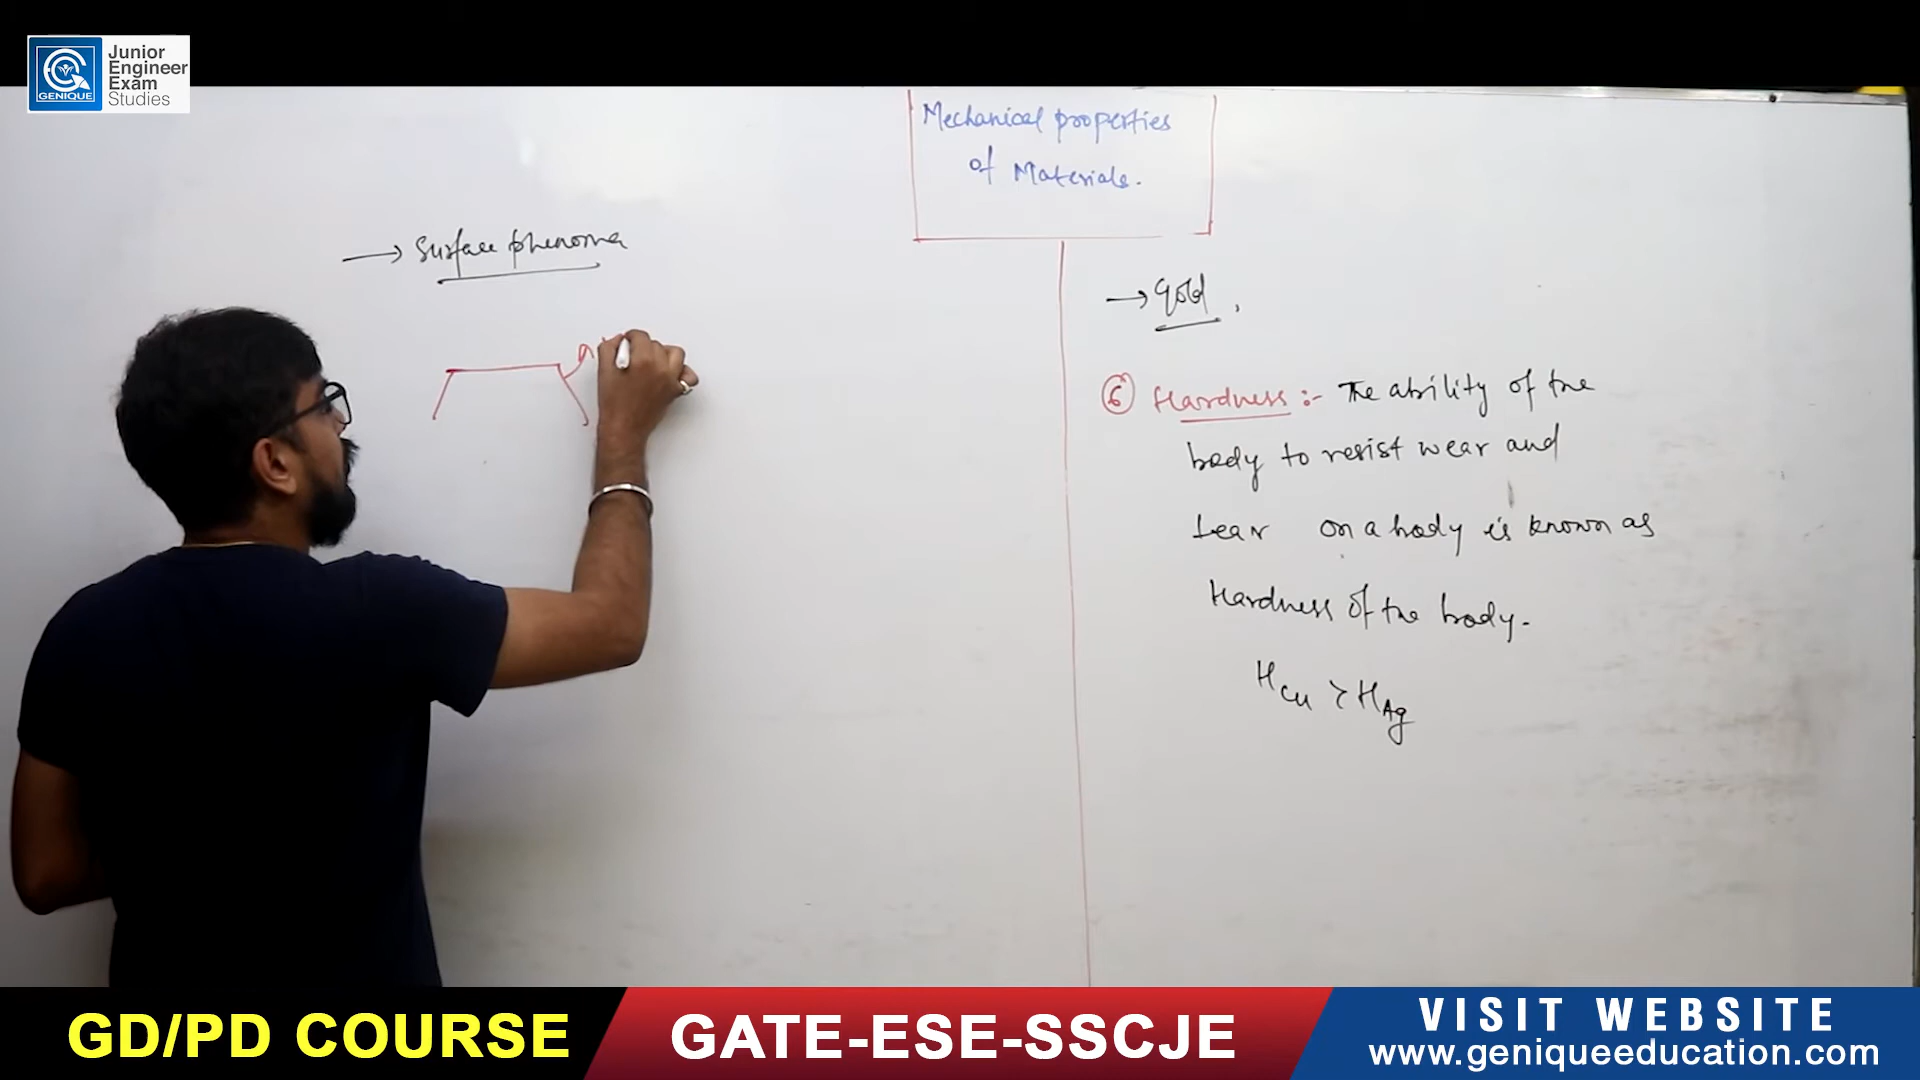 GENIQUE
Junior
Engineer
Exam
Studies
Mechanical properties
of Materials.
→ Surface phenoma
→ Gold,
⑥ Hardness :- The ability of the
body to resist wear and
tear on a body is known as
Hardness of the body.
HCu > HAg
GD/PD COURSE
GATE-ESE-SSCJE
VISIT WEBSITE
www.geniqueeducation.com